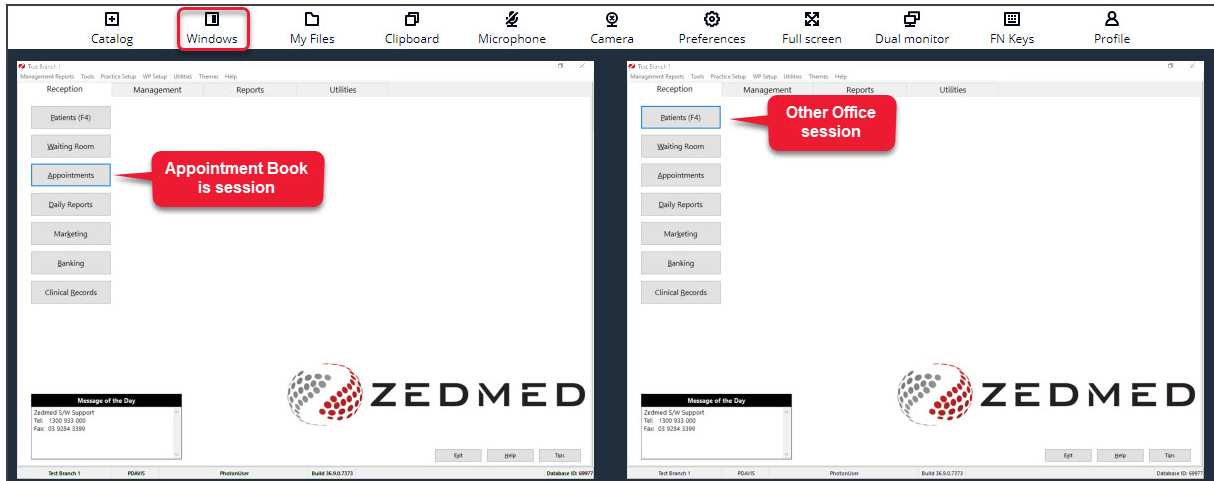 Catalog
Windows
My Files
Clipboard
Microphone
Camera
Preferences
Full screen
Dual monitor
FN Keys
Profile
Test Branch 1
Management Reports Tools Practice Setup WP Setup Utilities Themes Help
Reception Management Reports Utilities
Patients (F4)
Waiting Room
Appointments
Daily Reports
Marketing
Banking
Clinical Records
Appointment Book
is session
ZEDMED
Message of the Day
Zedmed S/W Support
Tel: 1300 933 000
Fax: 03 9284 3399
Exit Help Tips
Test Branch 1 PDAVIS PhotonUser Build 36.9.0.7373 Database ID: 69977
Test Branch 1
Management Reports Tools Practice Setup WP Setup Utilities Themes Help
Reception Management Reports Utilities
Patients (F4)
Waiting Room
Appointments
Daily Reports
Marketing
Banking
Clinical Records
Other Office
session
ZEDMED
Message of the Day
Zedmed S/W Support
Tel: 1300 933 000
Fax: 03 9284 3399
Exit Help Tips
Test Branch 1 PDAVIS PhotonUser Build 36.9.0.7373 Database ID: 69977